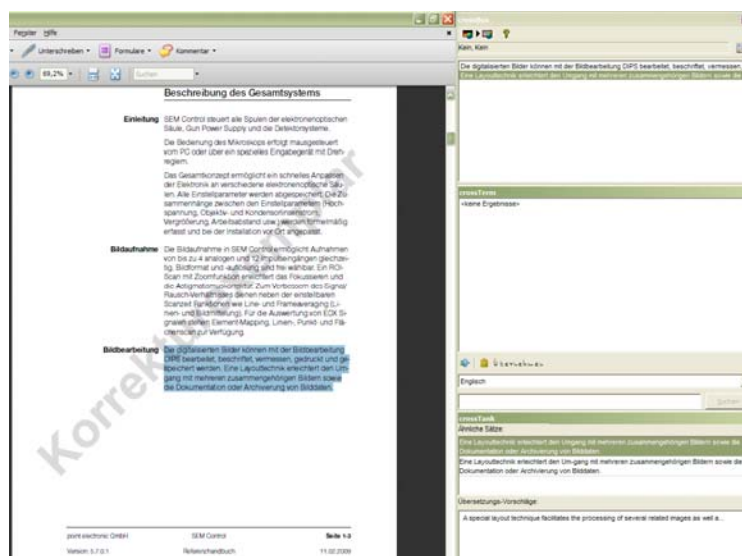 Fenster Hilfe
Unterschreiben
Formulare
Kommentar
69,2%
Suchen
Beschreibung des Gesamtsystems
Einleitung
SEM Control steuert alle Spulen der elektronenoptischen
Säule, Gun Power Supply und die Detektorsysteme.
Die Bedienung des Mikroskops erfolgt mausgesteuert
vom PC oder über ein spezielles Eingabegerät mit Dreh-
reglern.
Das Gesamtkonzept ermöglicht ein schnelles Anpassen
der Elektronik an verschiedene elektronenoptische Säu-
len. Alle Einstellparameter werden abgespeichert. Die Zu-
sammenhänge zwischen den Einstellparametern (Hoch-
spannung, Objektiv- und Kondensorlinsenstrom,
Vergrößerung, Arbeitsabstand usw.) werden formelmäßig
erfasst und bei der Installation vor Ort angepasst.
Bildaufnahme
Die Bildaufnahme in SEM Control ermöglicht Aufnahmen
von bis zu 4 analogen und 12 Impulseingängen gleichzei-
tig. Bildformat und -auflösung sind frei wählbar. Ein ROI-
Scan mit Zoomfunktion erleichtert das Fokussieren und
die Astigmatismuskorrektur. Zum Verbessern des Signal/
Rausch-Verhältnisses dienen neben der einstellbaren
Scanzeit Funktionen wie Line- und Frameaveraging (Li-
nien- und Bildmittelung). Für die Auswertung von EDX Si-
gnalen stehen Element-Mapping, Linien-, Punkt- und Flä-
chenscan zur Verfügung.
Bildbearbeitung
Die digitalisierten Bilder können mit der Bildbearbeitung
DIPS bearbeitet, beschriftet, vermessen, gedruckt und ge-
speichert werden. Eine Layouttechnik erleichtert den Um-
gang mit mehreren zusammengehörigen Bildern sowie
die Dokumentation oder Archivierung von Bilddaten.
Korrekturexemplar
point electronic GmbH
SEM Control
Seite 1-3
Version 5.7.0.1
Referenzhandbuch
11.02.2009
crossBox
Kein, Kein
Die digitalisierten Bilder können mit der Bildbearbeitung DIPS bearbeitet, beschriftet, vermessen,
Eine Layouttechnik erleichtert den Umgang mit mehreren zusammengehörigen Bildern sowie die
crossTerm
<keine Ergebnisse>
Übernehmen
Englisch
Suchen
crossTank
Ähnliche Sätze:
Eine Layouttechnik erleichtert den Umgang mit mehreren zusammengehörigen Bildern sowie die
Dokumentation oder Archivierung von Bilddaten.
Eine Layouttechnik erleichtert den Um-gang mit mehreren zusammengehörigen Bildern sowie die
Dokumentation oder Archivierung von Bilddaten.
Übersetzungs-Vorschläge:
A special layout technique facilitates the processing of several related images as well a...